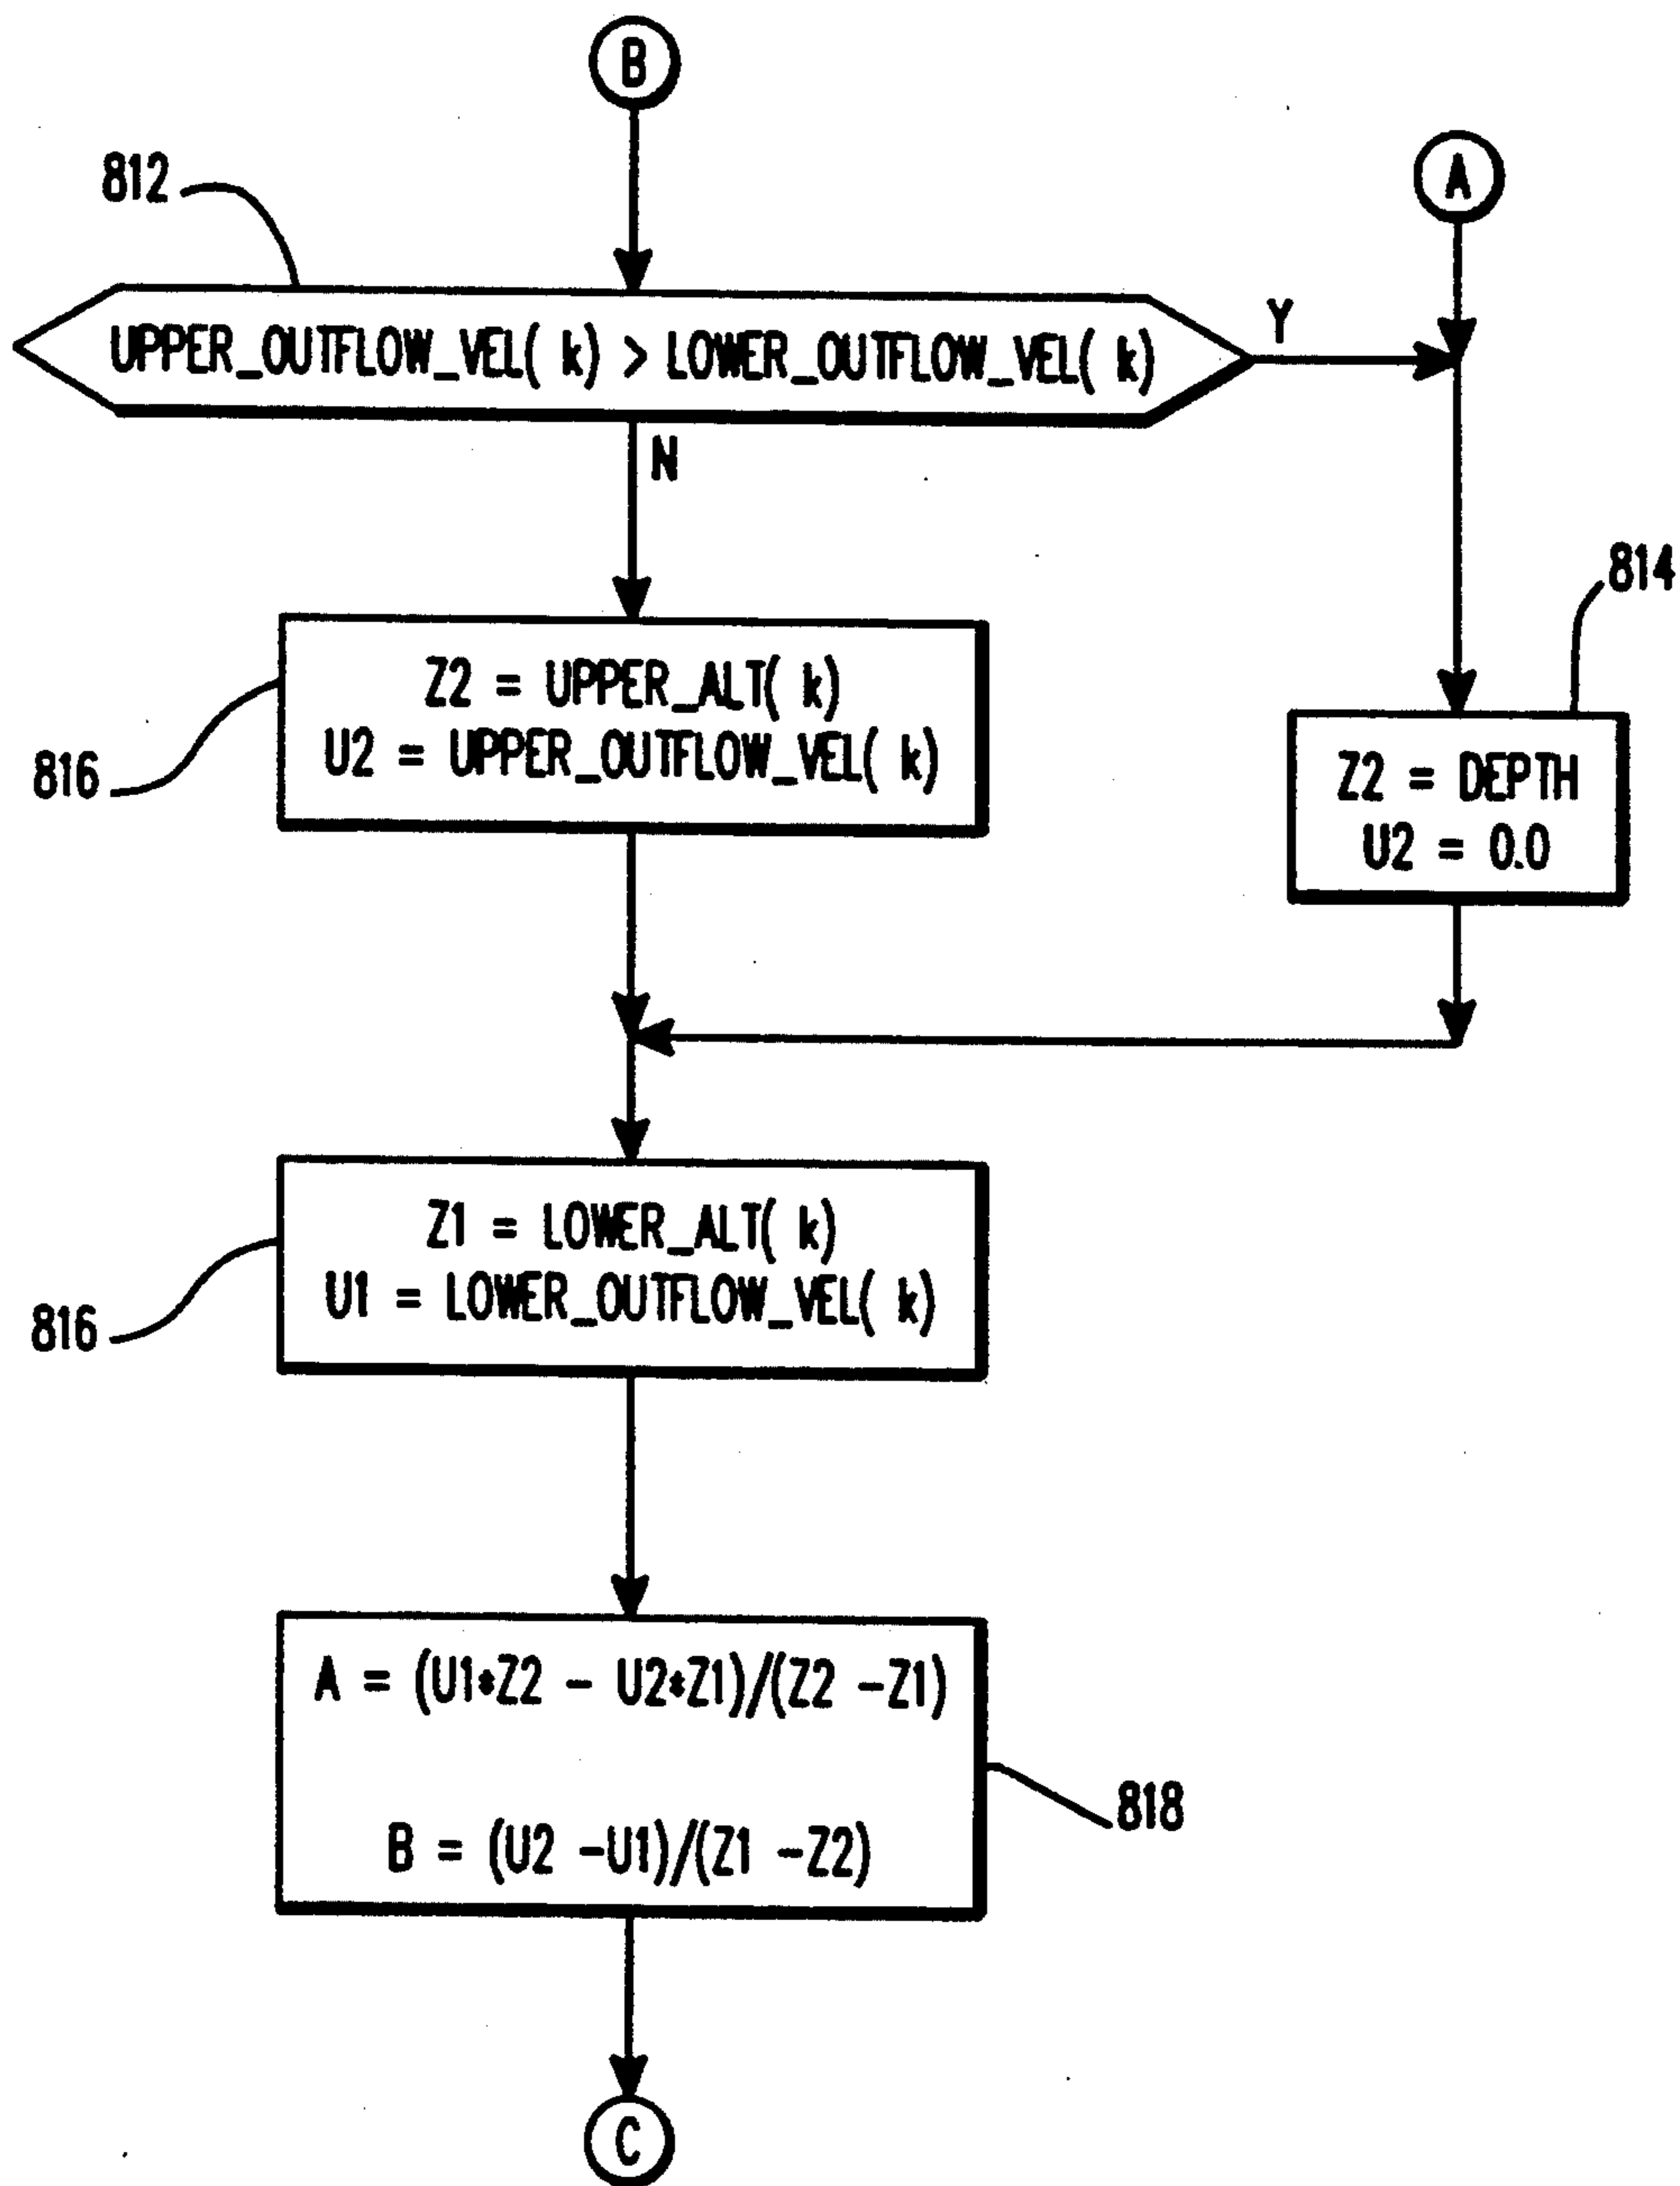 B
A
812
UPPER_OUTFLOW_VEL( k) > LOWER_OUTFLOW_VEL( k)
Y
N
814
Z2 = UPPER_ALT( k)
U2 = UPPER_OUTFLOW_VEL( k)
816
Z2 = DEPTH
U2 = 0.0
Z1 = LOWER_ALT( k)
U1 = LOWER_OUTFLOW_VEL( k)
816
A = (U1*Z2 - U2*Z1)/(Z2 -Z1)
B = (U2 -U1)/(Z1 -Z2)
818
C